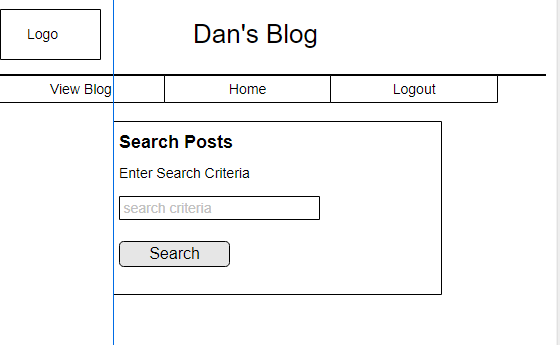 Logo
Dan's Blog
View Blog
Home
Logout
Search Posts
Enter Search Criteria
search criteria
Search